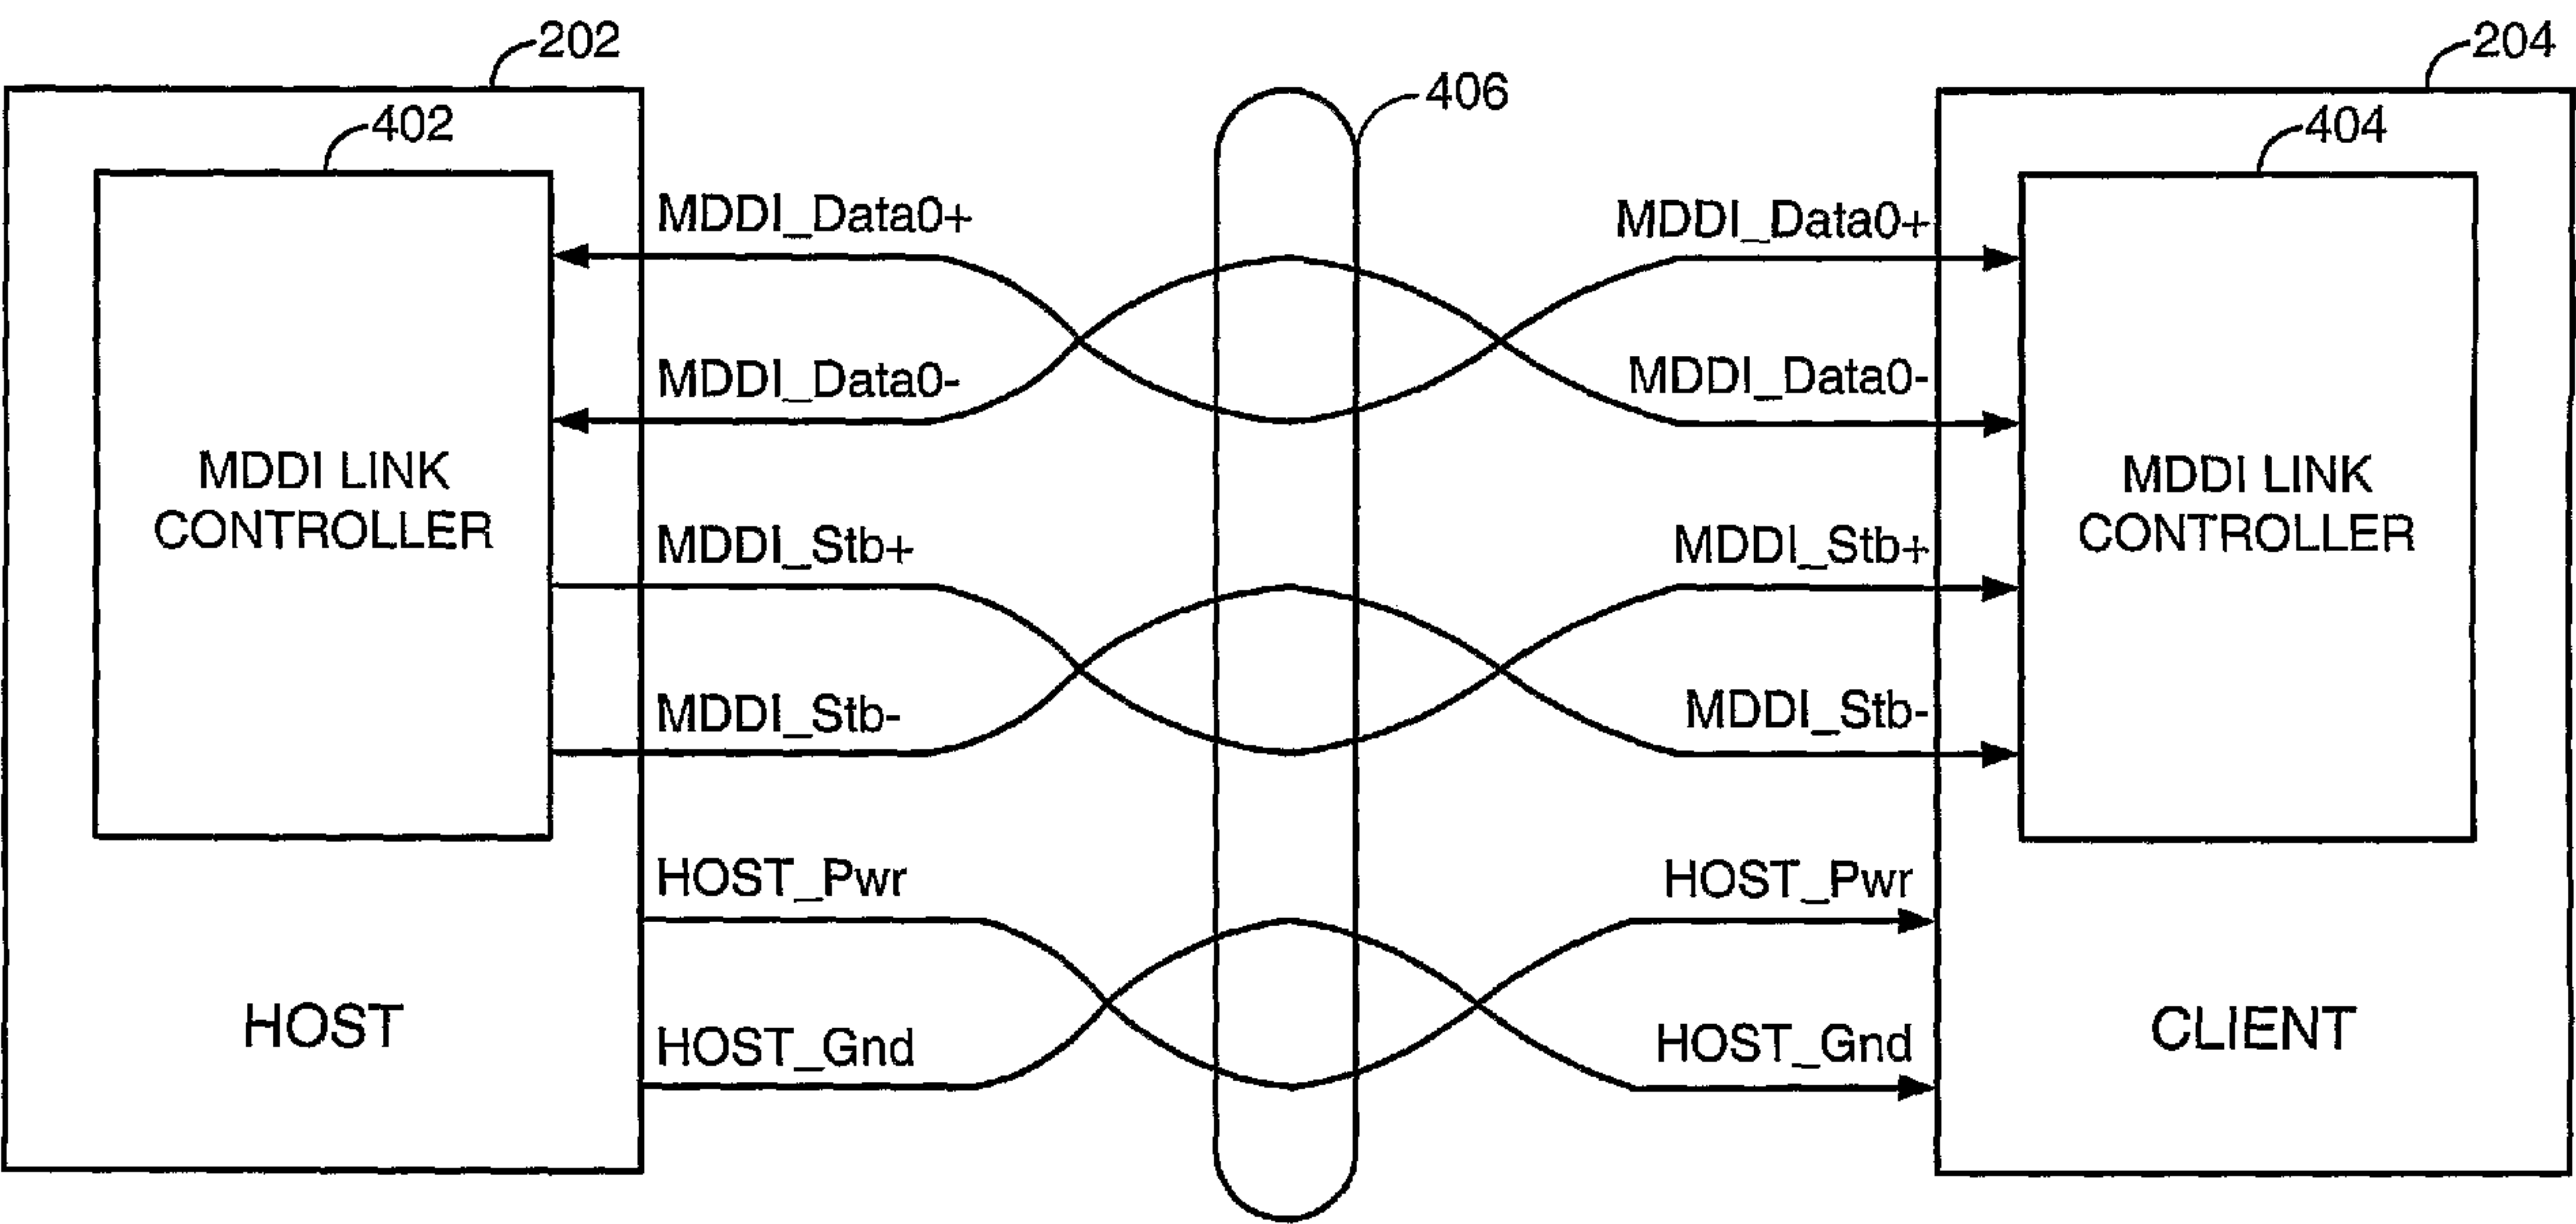 202
204
406
402
404
MDDI_Data0+
MDDI_Data0+
MDDI_Data0-
MDDI_Data0-
MDDI LINK
CONTROLLER
MDDI LINK
CONTROLLER
MDDI_Stb+
MDDI_Stb+
MDDI_Stb-
MDDI_Stb-
HOST_Pwr
HOST_Pwr
HOST
CLIENT
HOST_Gnd
HOST_Gnd